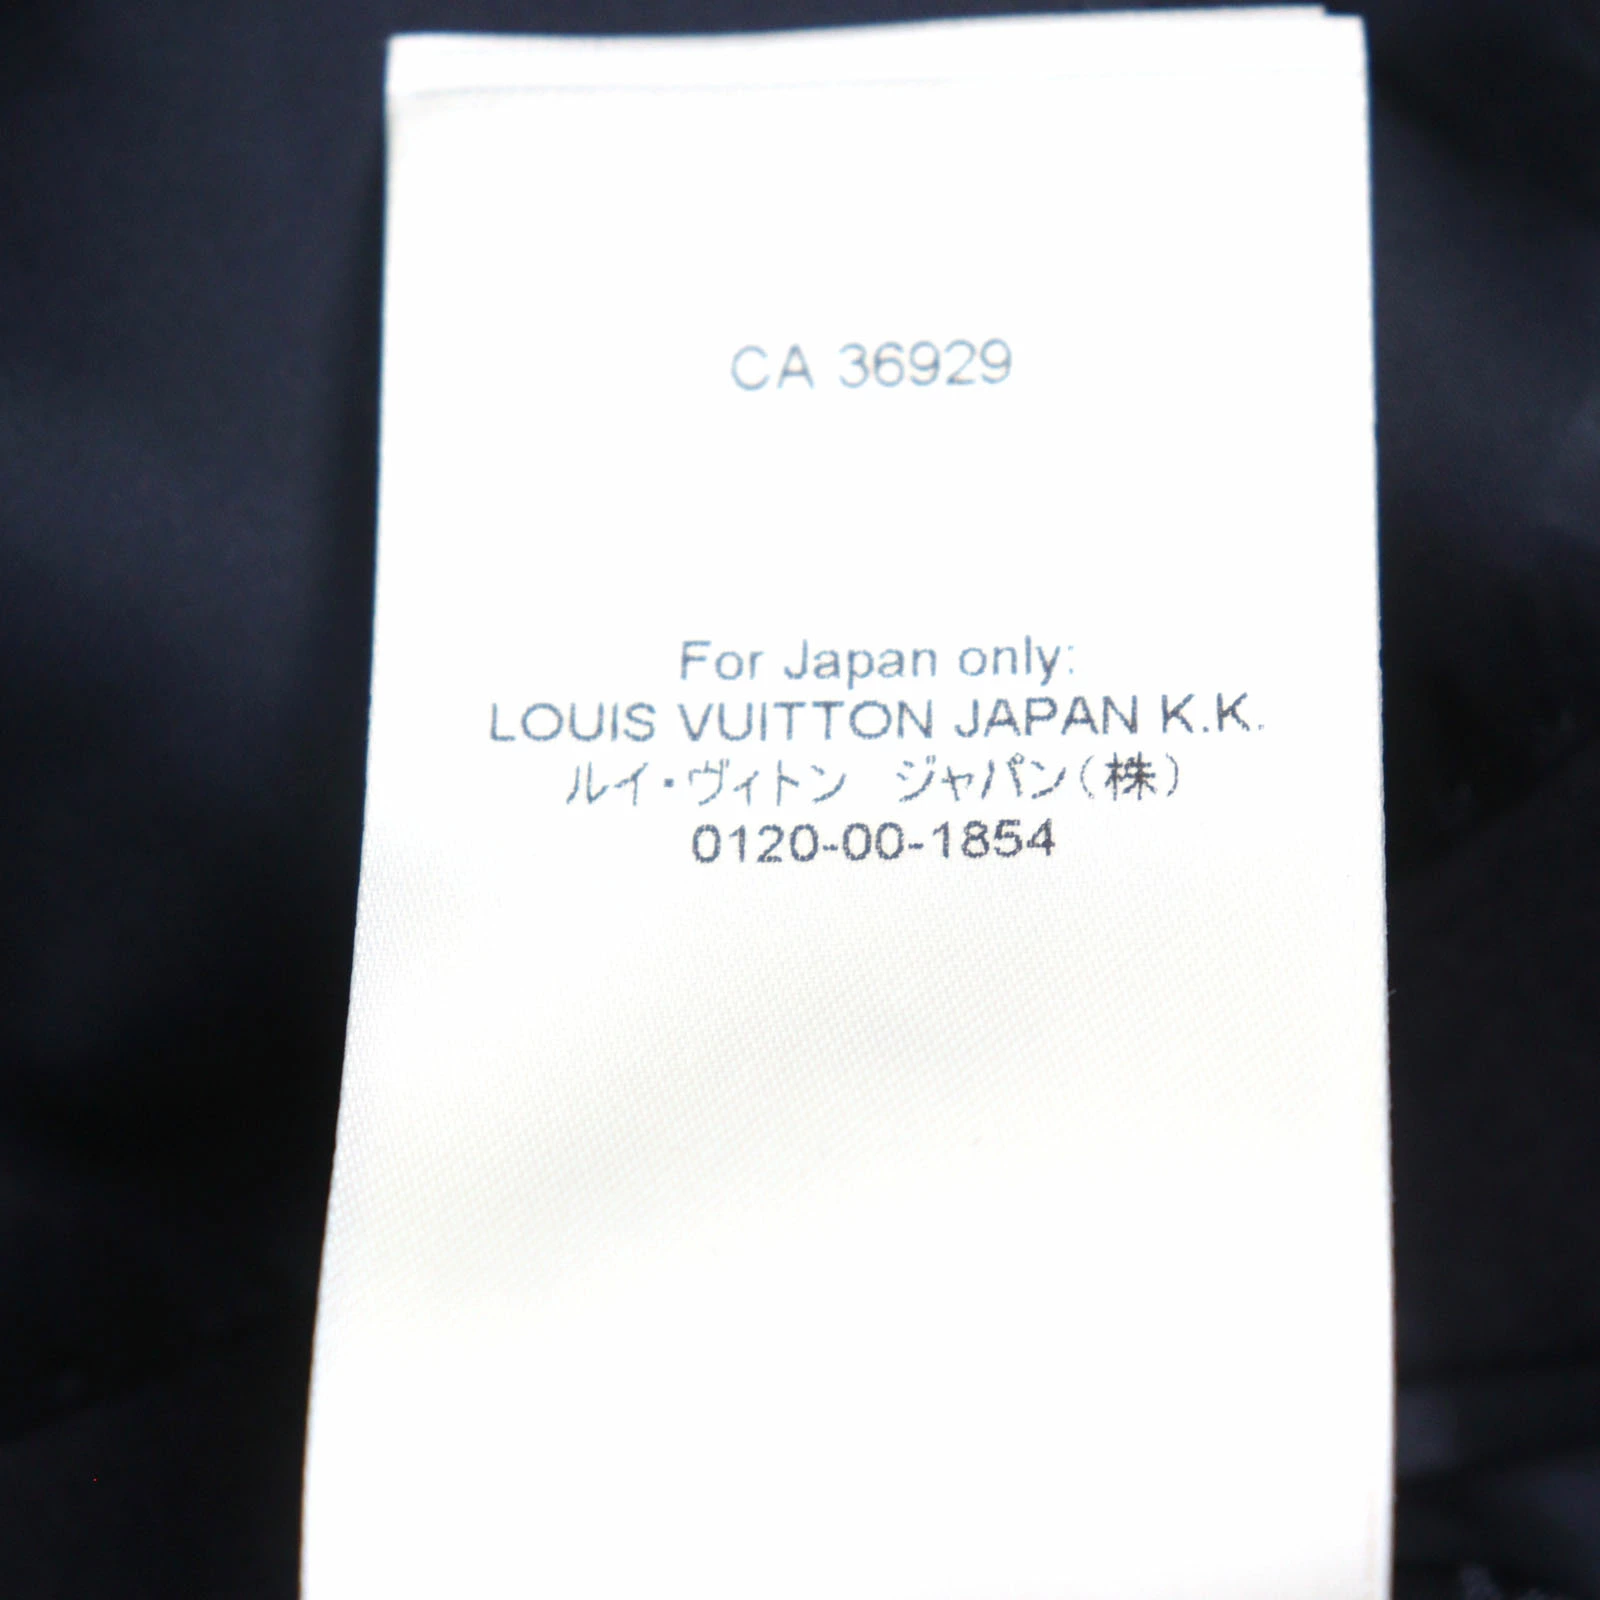 CA 36929
For Japan only:
LOUIS VUITTON JAPAN K.K.
ルイ・ヴィトン　ジャパン(株)
0120-00-1854